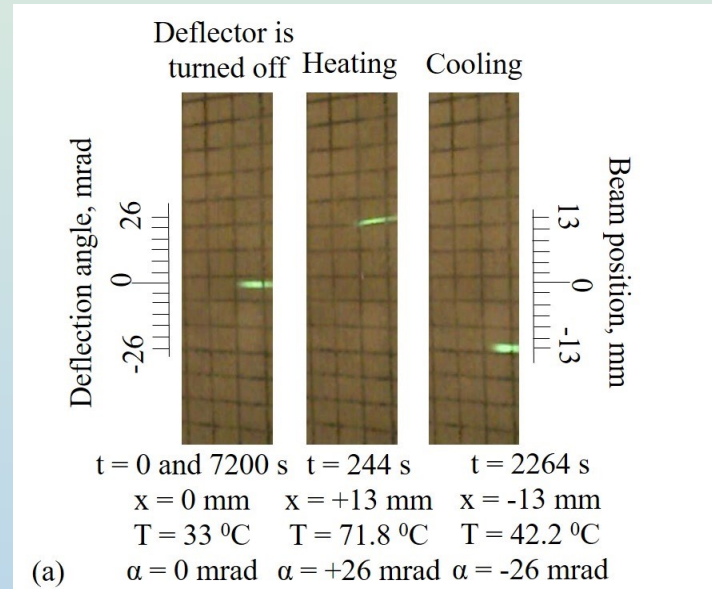 Deflector is
turned off Heating Cooling
Deflection angle, mrad
26
0
-26
13
0
-13
Beam position, mm
t = 0 and 7200 s t = 244 s t = 2264 s
x = 0 mm x = +13 mm x = -13 mm
T = 33 ⁰C T = 71.8 ⁰C T = 42.2 ⁰C
(a) α = 0 mrad α = +26 mrad α = -26 mrad